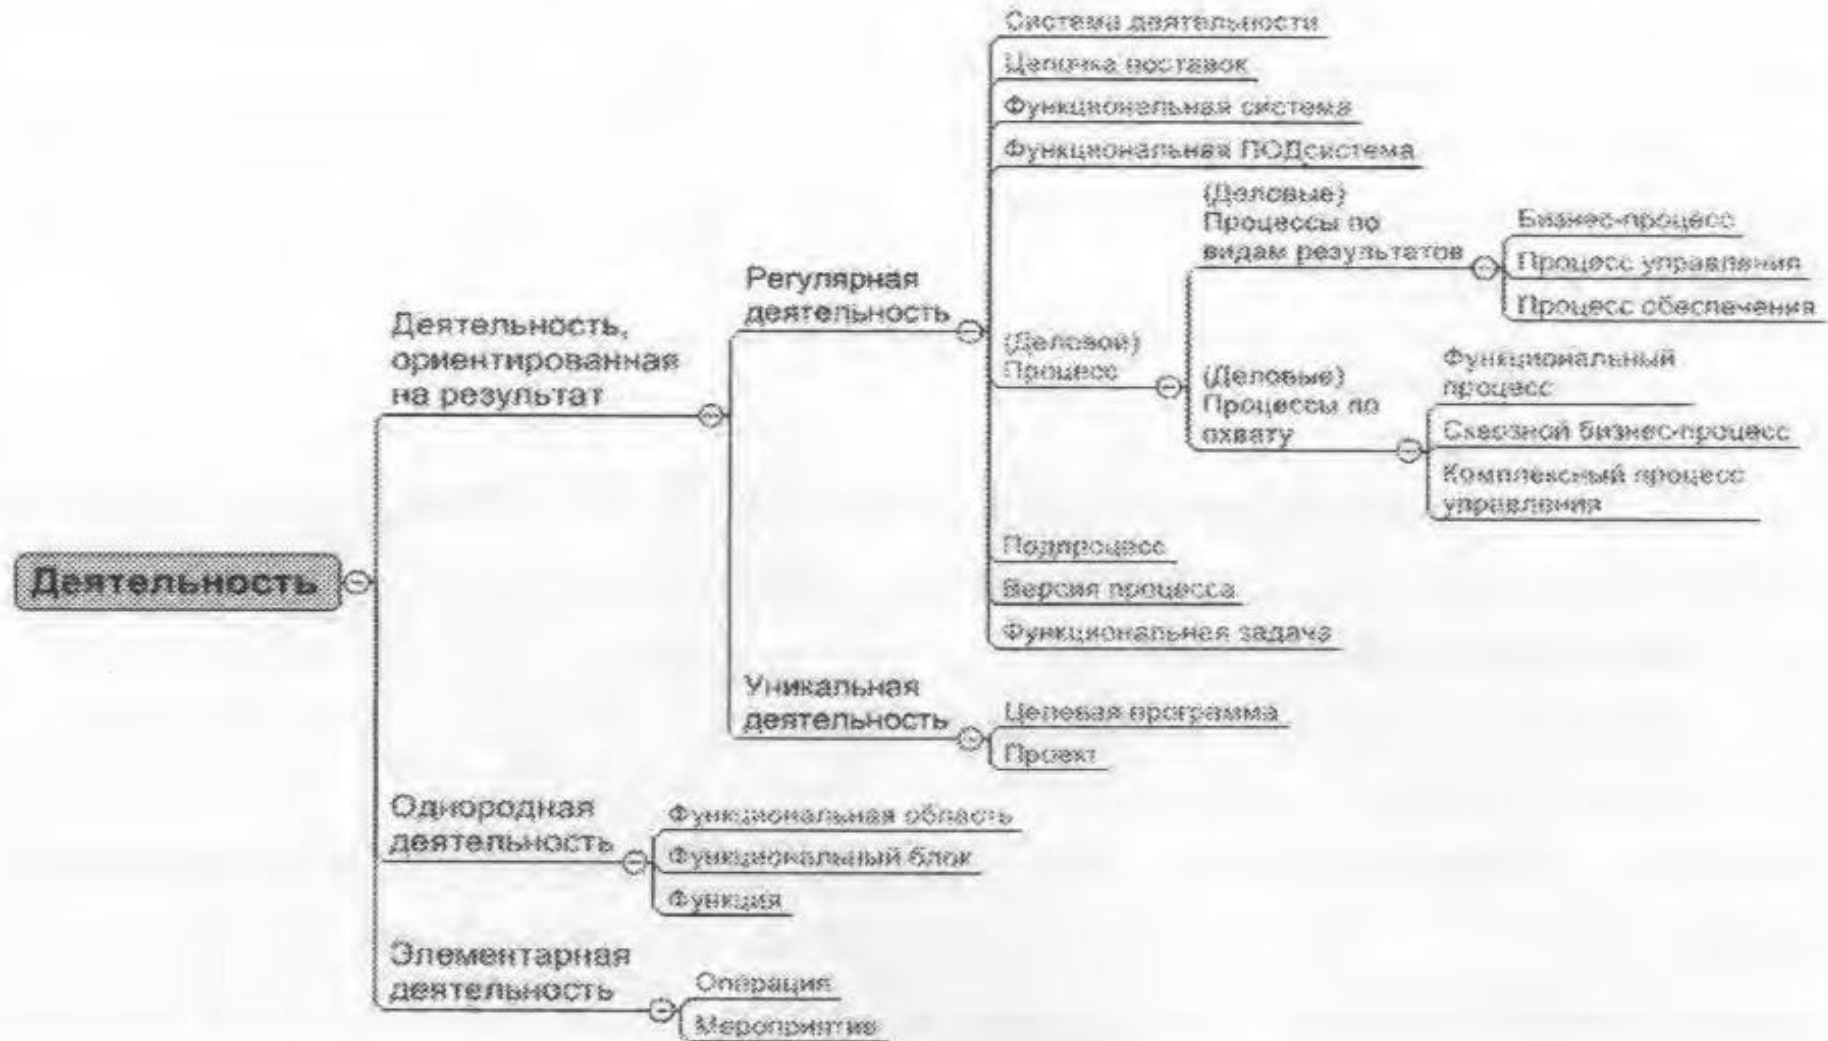 Деятельность
Деятельность,
ориентированная
на результат
Регулярная
деятельность
Система деятельности
Цепочка поставок
Функциональная система
Функциональная ПОДсистема
(Деловой)
Процесс
(Деловые)
Процессы по
видам результатов
Бизнес-процесс
Процесс управления
Процесс обеспечения
(Деловые)
Процессы по
охвату
Функциональный
процесс
Сквозной бизнес-процесс
Комплексный процесс
управления
Подпроцесс
Версия процесса
Функциональная задача
Уникальная
деятельность
Целевая программа
Проект
Однородная
деятельность
Функциональная область
Функциональный блок
Функция
Элементарная
деятельность
Операция
Мероприятие